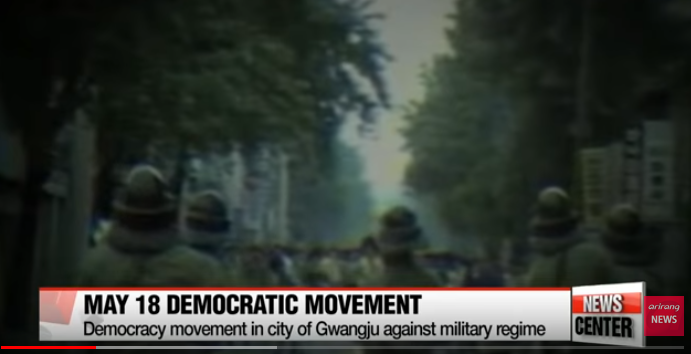 MAY 18 DEMOCRATIC MOVEMENT
Democracy movement in city of Gwangju against military regime
NEWS
CENTER
arirang
NEWS